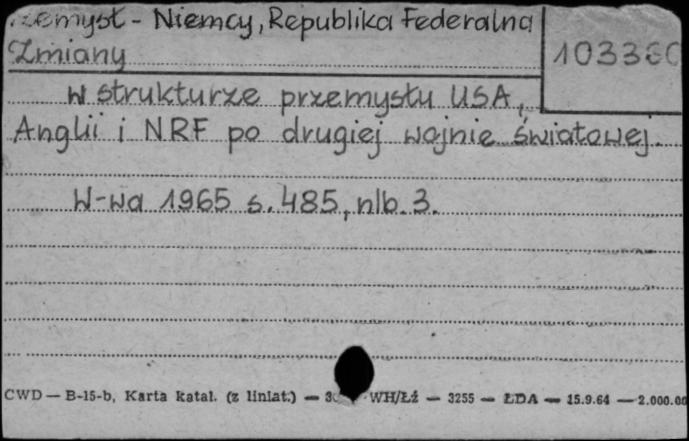 Przemysł - Niemcy, Republika Federalna
Zmiany
w strukturze przemysłu USA,
Anglii i NRF po drugiej wojnie światowej.
W-wa 1965 s. 485, nlb. 3.
CWD — B-15-b, Karta katal. (z liniat.) — WH/Łź — 3255 — ŁDA — 15.9.64 — 2.000.00